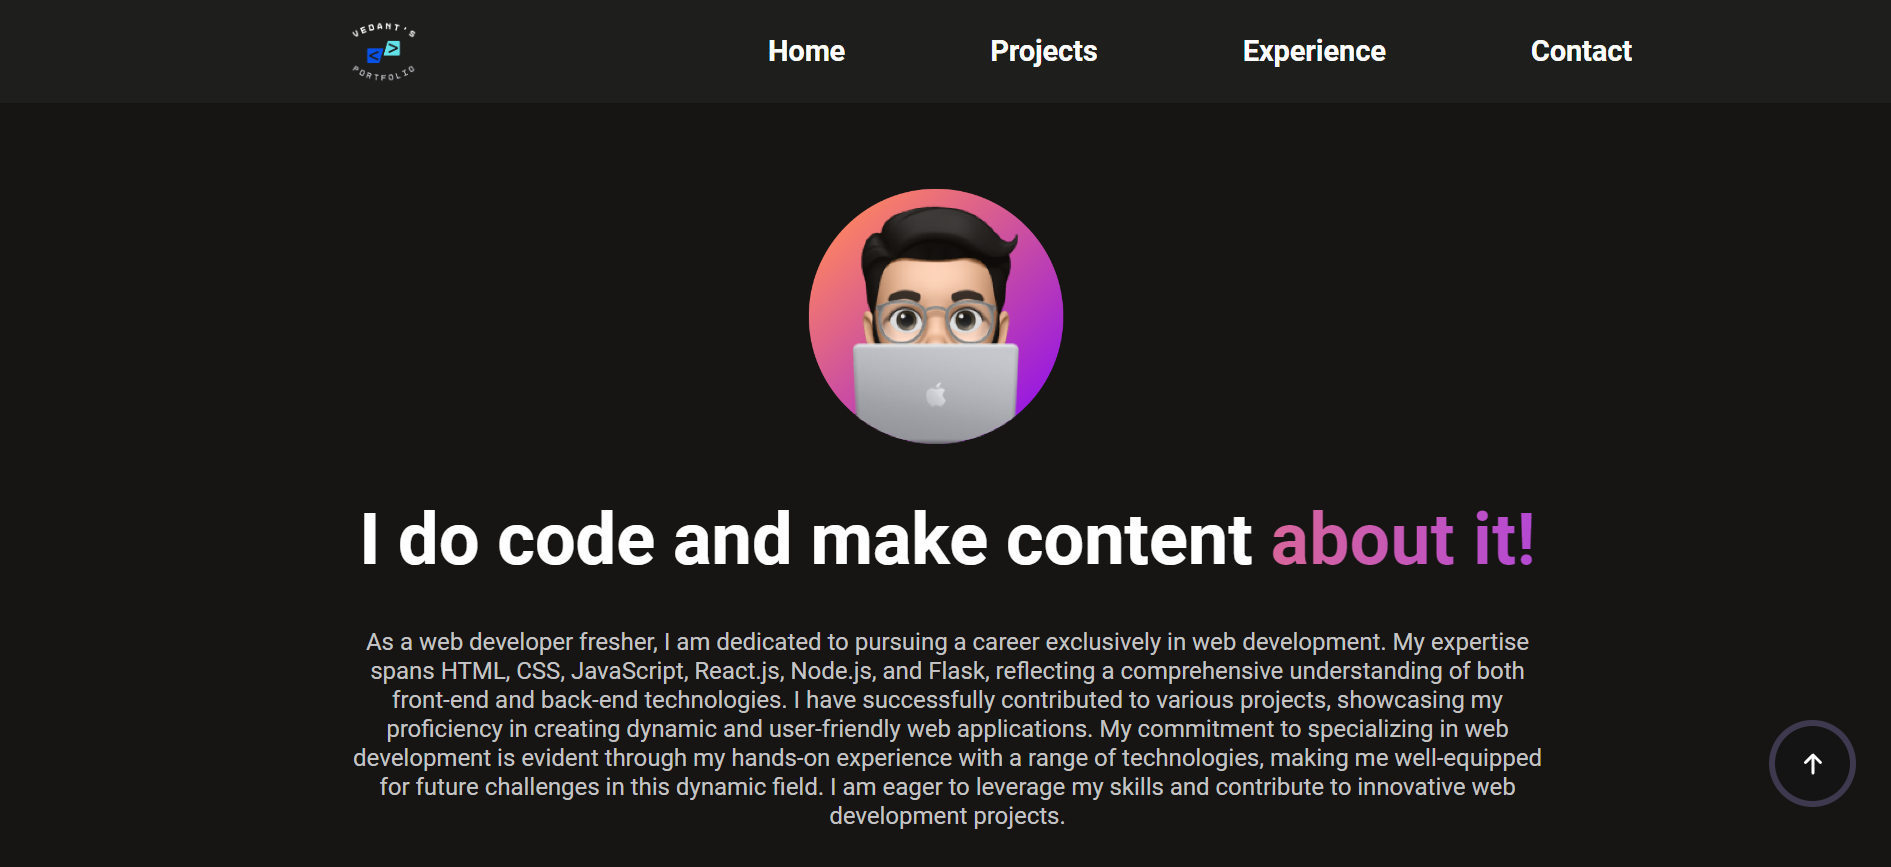 VEDANT'S
< >
PORTFOLIO
Home Projects Experience Contact
I do code and make content about it!
As a web developer fresher, I am dedicated to pursuing a career exclusively in web development. My expertise
spans HTML, CSS, JavaScript, React.js, Node.js, and Flask, reflecting a comprehensive understanding of both
front-end and back-end technologies. I have successfully contributed to various projects, showcasing my
proficiency in creating dynamic and user-friendly web applications. My commitment to specializing in web
development is evident through my hands-on experience with a range of technologies, making me well-equipped
for future challenges in this dynamic field. I am eager to leverage my skills and contribute to innovative web
development projects.